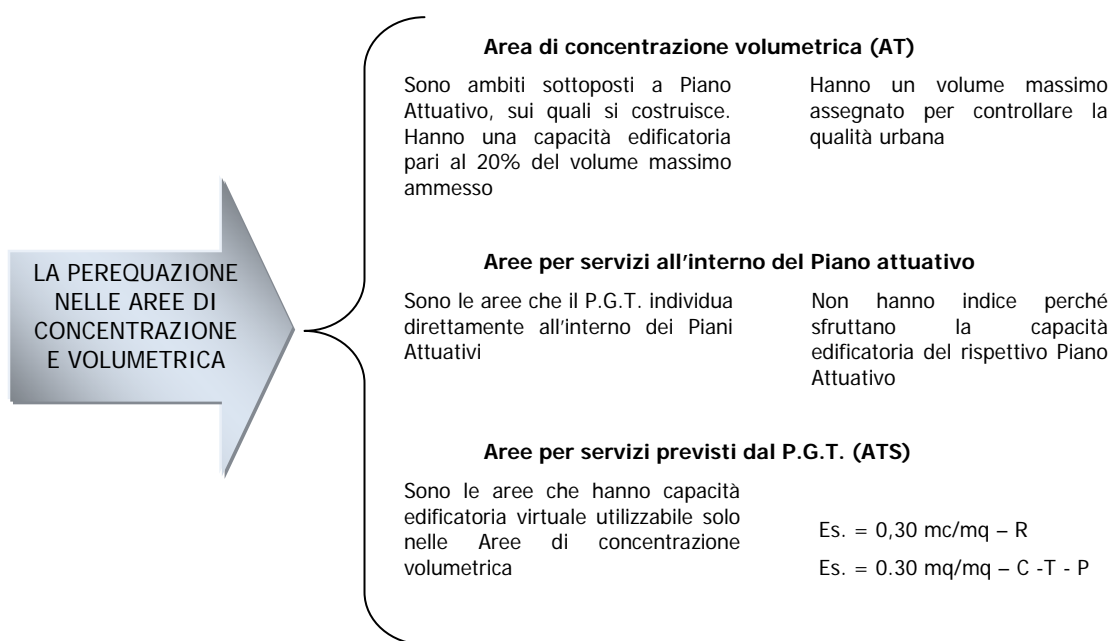 LA PEREQUAZIONE
NELLE AREE DI
CONCENTRAZIONE
E VOLUMETRICA
Area di concentrazione volumetrica (AT)
Sono ambiti sottoposti a Piano
Attuativo, sui quali si costruisce.
Hanno una capacità edificatoria
pari al 20% del volume massimo
ammesso
Hanno un volume massimo
assegnato per controllare la
qualità urbana
Aree per servizi all'interno del Piano attuativo
Sono le aree che il P.G.T. individua
direttamente all'interno dei Piani
Attuativi
Non hanno indice perché
sfruttano la capacità
edificatoria del rispettivo Piano
Attuativo
Aree per servizi previsti dal P.G.T. (ATS)
Sono le aree che hanno capacità
edificatoria virtuale utilizzabile solo
nelle Aree di concentrazione
volumetrica
Es. = 0,30 mc/mq – R
Es. = 0.30 mq/mq – C -T - P